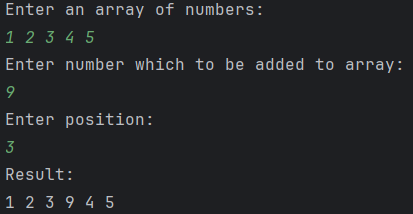 Enter an array of numbers:
1 2 3 4 5
Enter number which to be added to array:
9
Enter position:
3
Result:
1 2 3 9 4 5